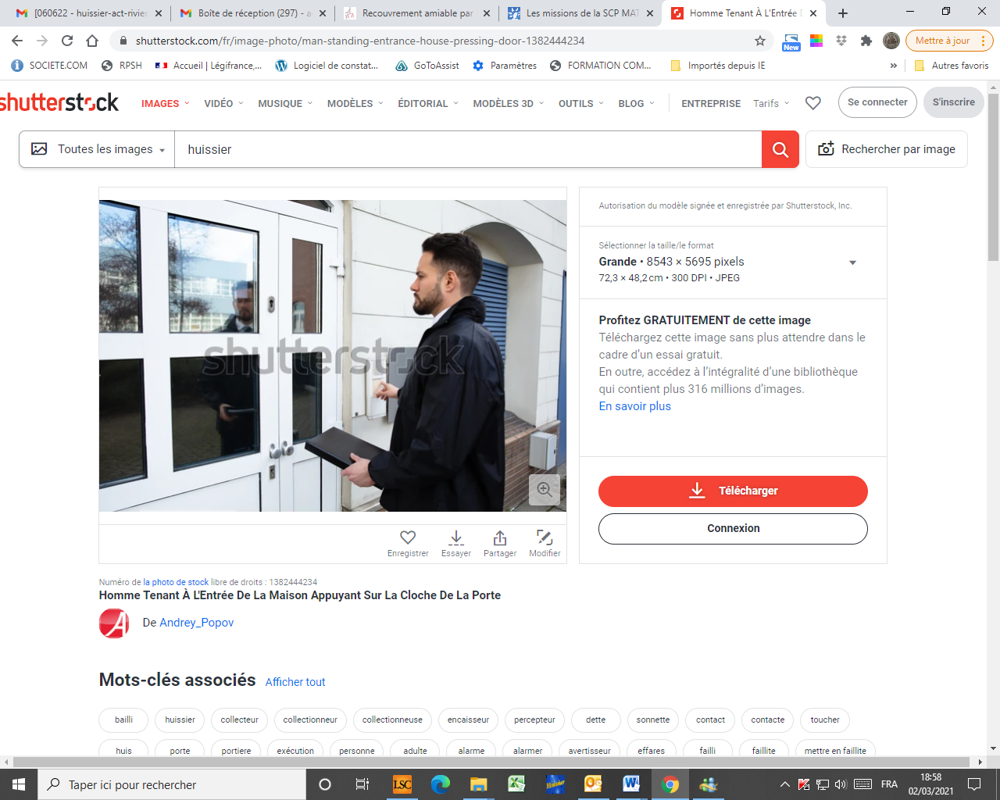 [060622 - huissier-act-rivier
Boîte de réception (297) - a
Recouvrement amiable par
Les missions de la SCP MAT
Homme Tenant À L'Entrée D
shutterstock.com/fr/image-photo/man-standing-entrance-house-pressing-door-1382444234
New
Mettre à jour
SOCIETE.COM
RPSH
Accueil | Légifrance,...
Logiciel de constat...
GoToAssist
Paramètres
FORMATION COM...
Importés depuis IE
»
Autres favoris
shutterstock
IMAGES
VIDÉO
MUSIQUE
MODÈLES
ÉDITORIAL
MODÈLES 3D
OUTILS
BLOG
ENTREPRISE
Tarifs
Se connecter
S'inscrire
Toutes les images
huissier
Rechercher par image
shutterstock
Autorisation du modèle signée et enregistrée par Shutterstock, Inc.
Sélectionner la taille/le format
Grande • 8543 × 5695 pixels
72,3 × 48,2 cm • 300 DPI • JPEG
Profitez GRATUITEMENT de cette image
Téléchargez cette image sans plus attendre dans le
cadre d’un essai gratuit.
En outre, accédez à l’intégralité d’une bibliothèque
qui contient plus 316 millions d’images.
En savoir plus
Télécharger
Connexion
Enregistrer
Essayer
Partager
Modifier
Numéro de la photo de stock libre de droits : 1382444234
Homme Tenant À L'Entrée De La Maison Appuyant Sur La Cloche De La Porte
De Andrey_Popov
Mots-clés associés
Afficher tout
bailli
huissier
collecteur
collectionneur
collectionneuse
encaisseur
percepteur
dette
sonnette
contact
contacte
toucher
huis
porte
portiere
exécution
personne
adulte
alarme
alarmer
avertisseur
effares
failli
faillite
mettre en faillite
Taper ici pour rechercher
LSC
FRA
18:58
02/03/2021